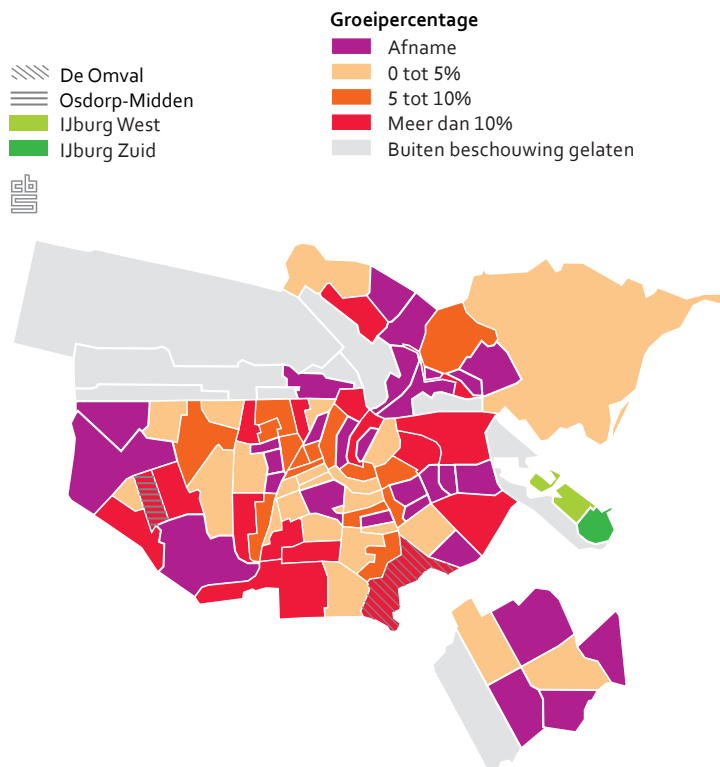 Groeipercentage
Afname
0 tot 5%
5 tot 10%
Meer dan 10%
Buiten beschouwing gelaten
De Omval
Osdorp-Midden
IJburg West
IJburg Zuid
cbs